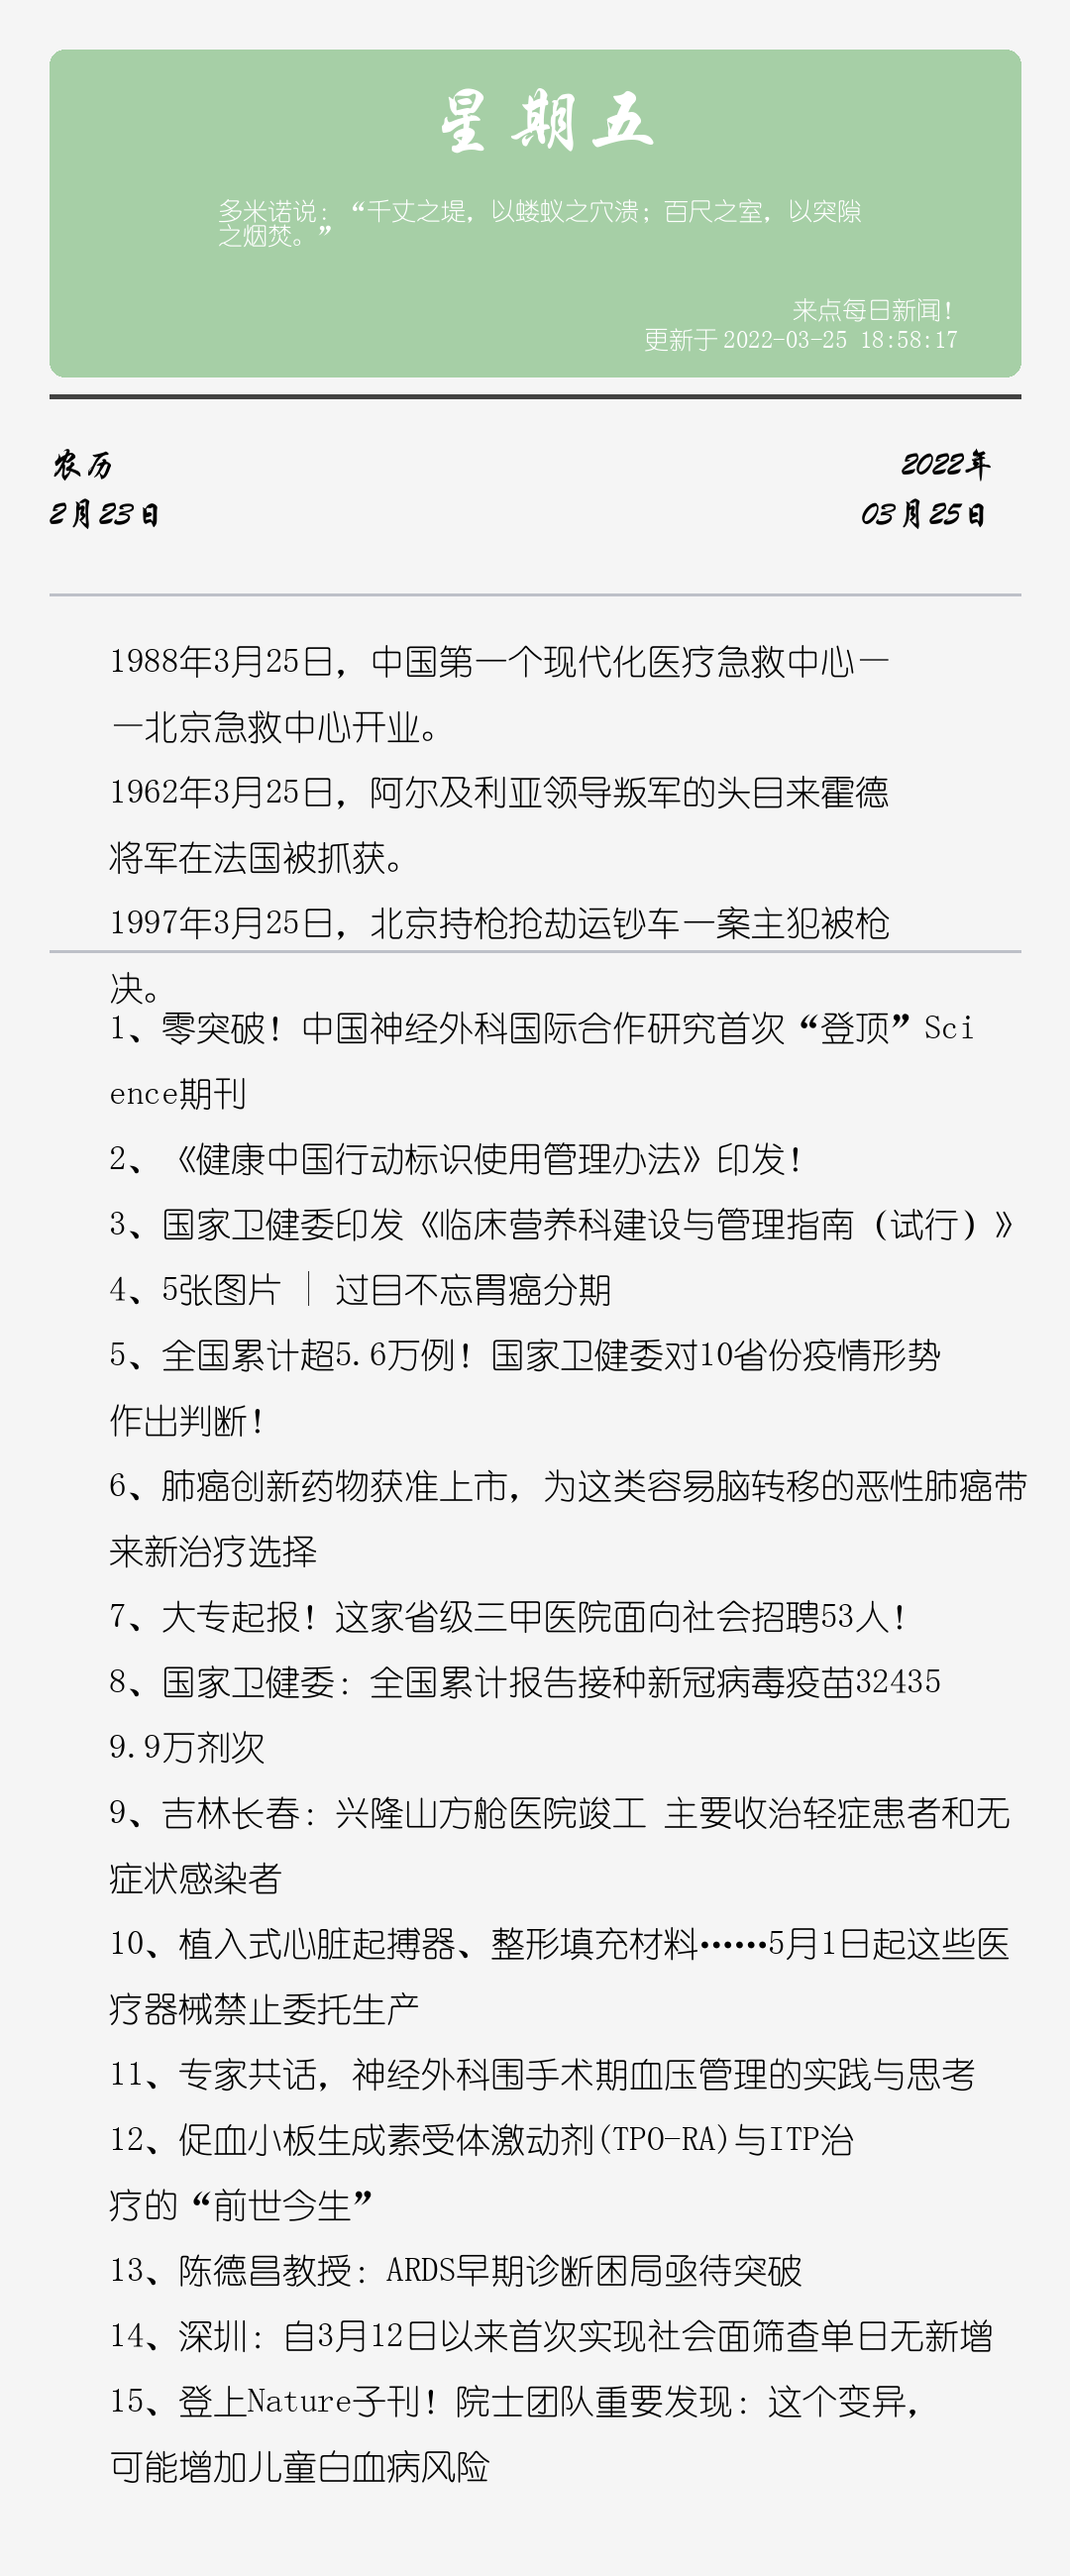 星期五
多米诺说：“千丈之堤，以蝼蚁之穴溃；百尺之室，以突隙
之烟焚。”
来点每日新闻！
更新于 2022-03-25 18:58:17
农历
2022年
2月23日
03月25日
1988年3月25日，中国第一个现代化医疗急救中心—
—北京急救中心开业。
1962年3月25日，阿尔及利亚领导叛军的头目来霍德
将军在法国被抓获。
1997年3月25日，北京持枪抢劫运钞车一案主犯被枪
决。
1、零突破！中国神经外科国际合作研究首次“登顶”Sci
ence期刊
2、《健康中国行动标识使用管理办法》印发！
3、国家卫健委印发《临床营养科建设与管理指南（试行）》
4、5张图片 | 过目不忘胃癌分期
5、全国累计超5.6万例！国家卫健委对10省份疫情形势
作出判断！
6、肺癌创新药物获准上市，为这类容易脑转移的恶性肺癌带
来新治疗选择
7、大专起报！这家省级三甲医院面向社会招聘53人！
8、国家卫健委：全国累计报告接种新冠病毒疫苗32435
9.9万剂次
9、吉林长春：兴隆山方舱医院竣工 主要收治轻症患者和无
症状感染者
10、植入式心脏起搏器、整形填充材料……5月1日起这些医
疗器械禁止委托生产
11、专家共话，神经外科围手术期血压管理的实践与思考
12、促血小板生成素受体激动剂(TPO-RA)与ITP治
疗的“前世今生”
13、陈德昌教授：ARDS早期诊断困局亟待突破
14、深圳：自3月12日以来首次实现社会面筛查单日无新增
15、登上Nature子刊！院士团队重要发现：这个变异，
可能增加儿童白血病风险